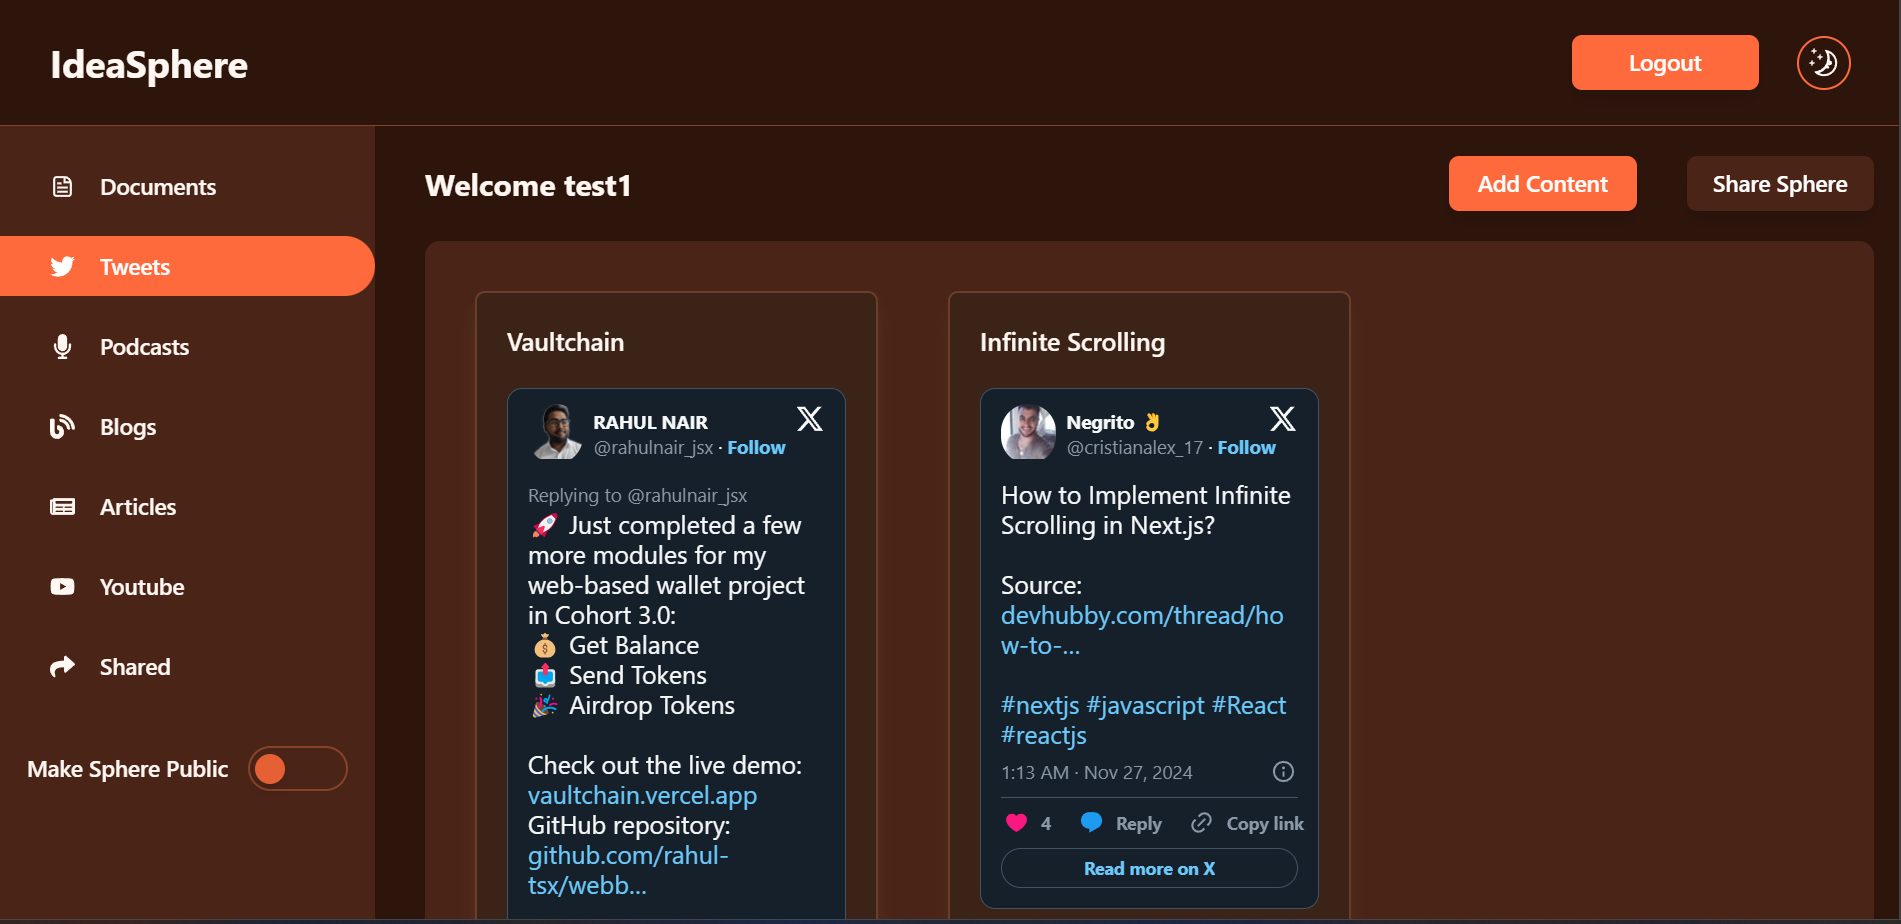 IdeaSphere
Logout
Documents
Tweets
Podcasts
Blogs
Articles
Youtube
Shared
Make Sphere Public
Welcome test1
Add Content
Share Sphere
Vaultchain
RAHUL NAIR
@rahulnair_jsx · Follow
Replying to @rahulnair_jsx
🚀 Just completed a few
more modules for my
web-based wallet project
in Cohort 3.0:
💰 Get Balance
📤 Send Tokens
🎉 Airdrop Tokens
Check out the live demo:
vaultchain.vercel.app
GitHub repository:
github.com/rahul-
tsx/webb...
Infinite Scrolling
Negrito 👌
@cristianalex_17 · Follow
How to Implement Infinite
Scrolling in Next.js?
Source:
devhubby.com/thread/ho
w-to-...
#nextjs #javascript #React
#reactjs
1:13 AM · Nov 27, 2024
4 Reply Copy link
Read more on X